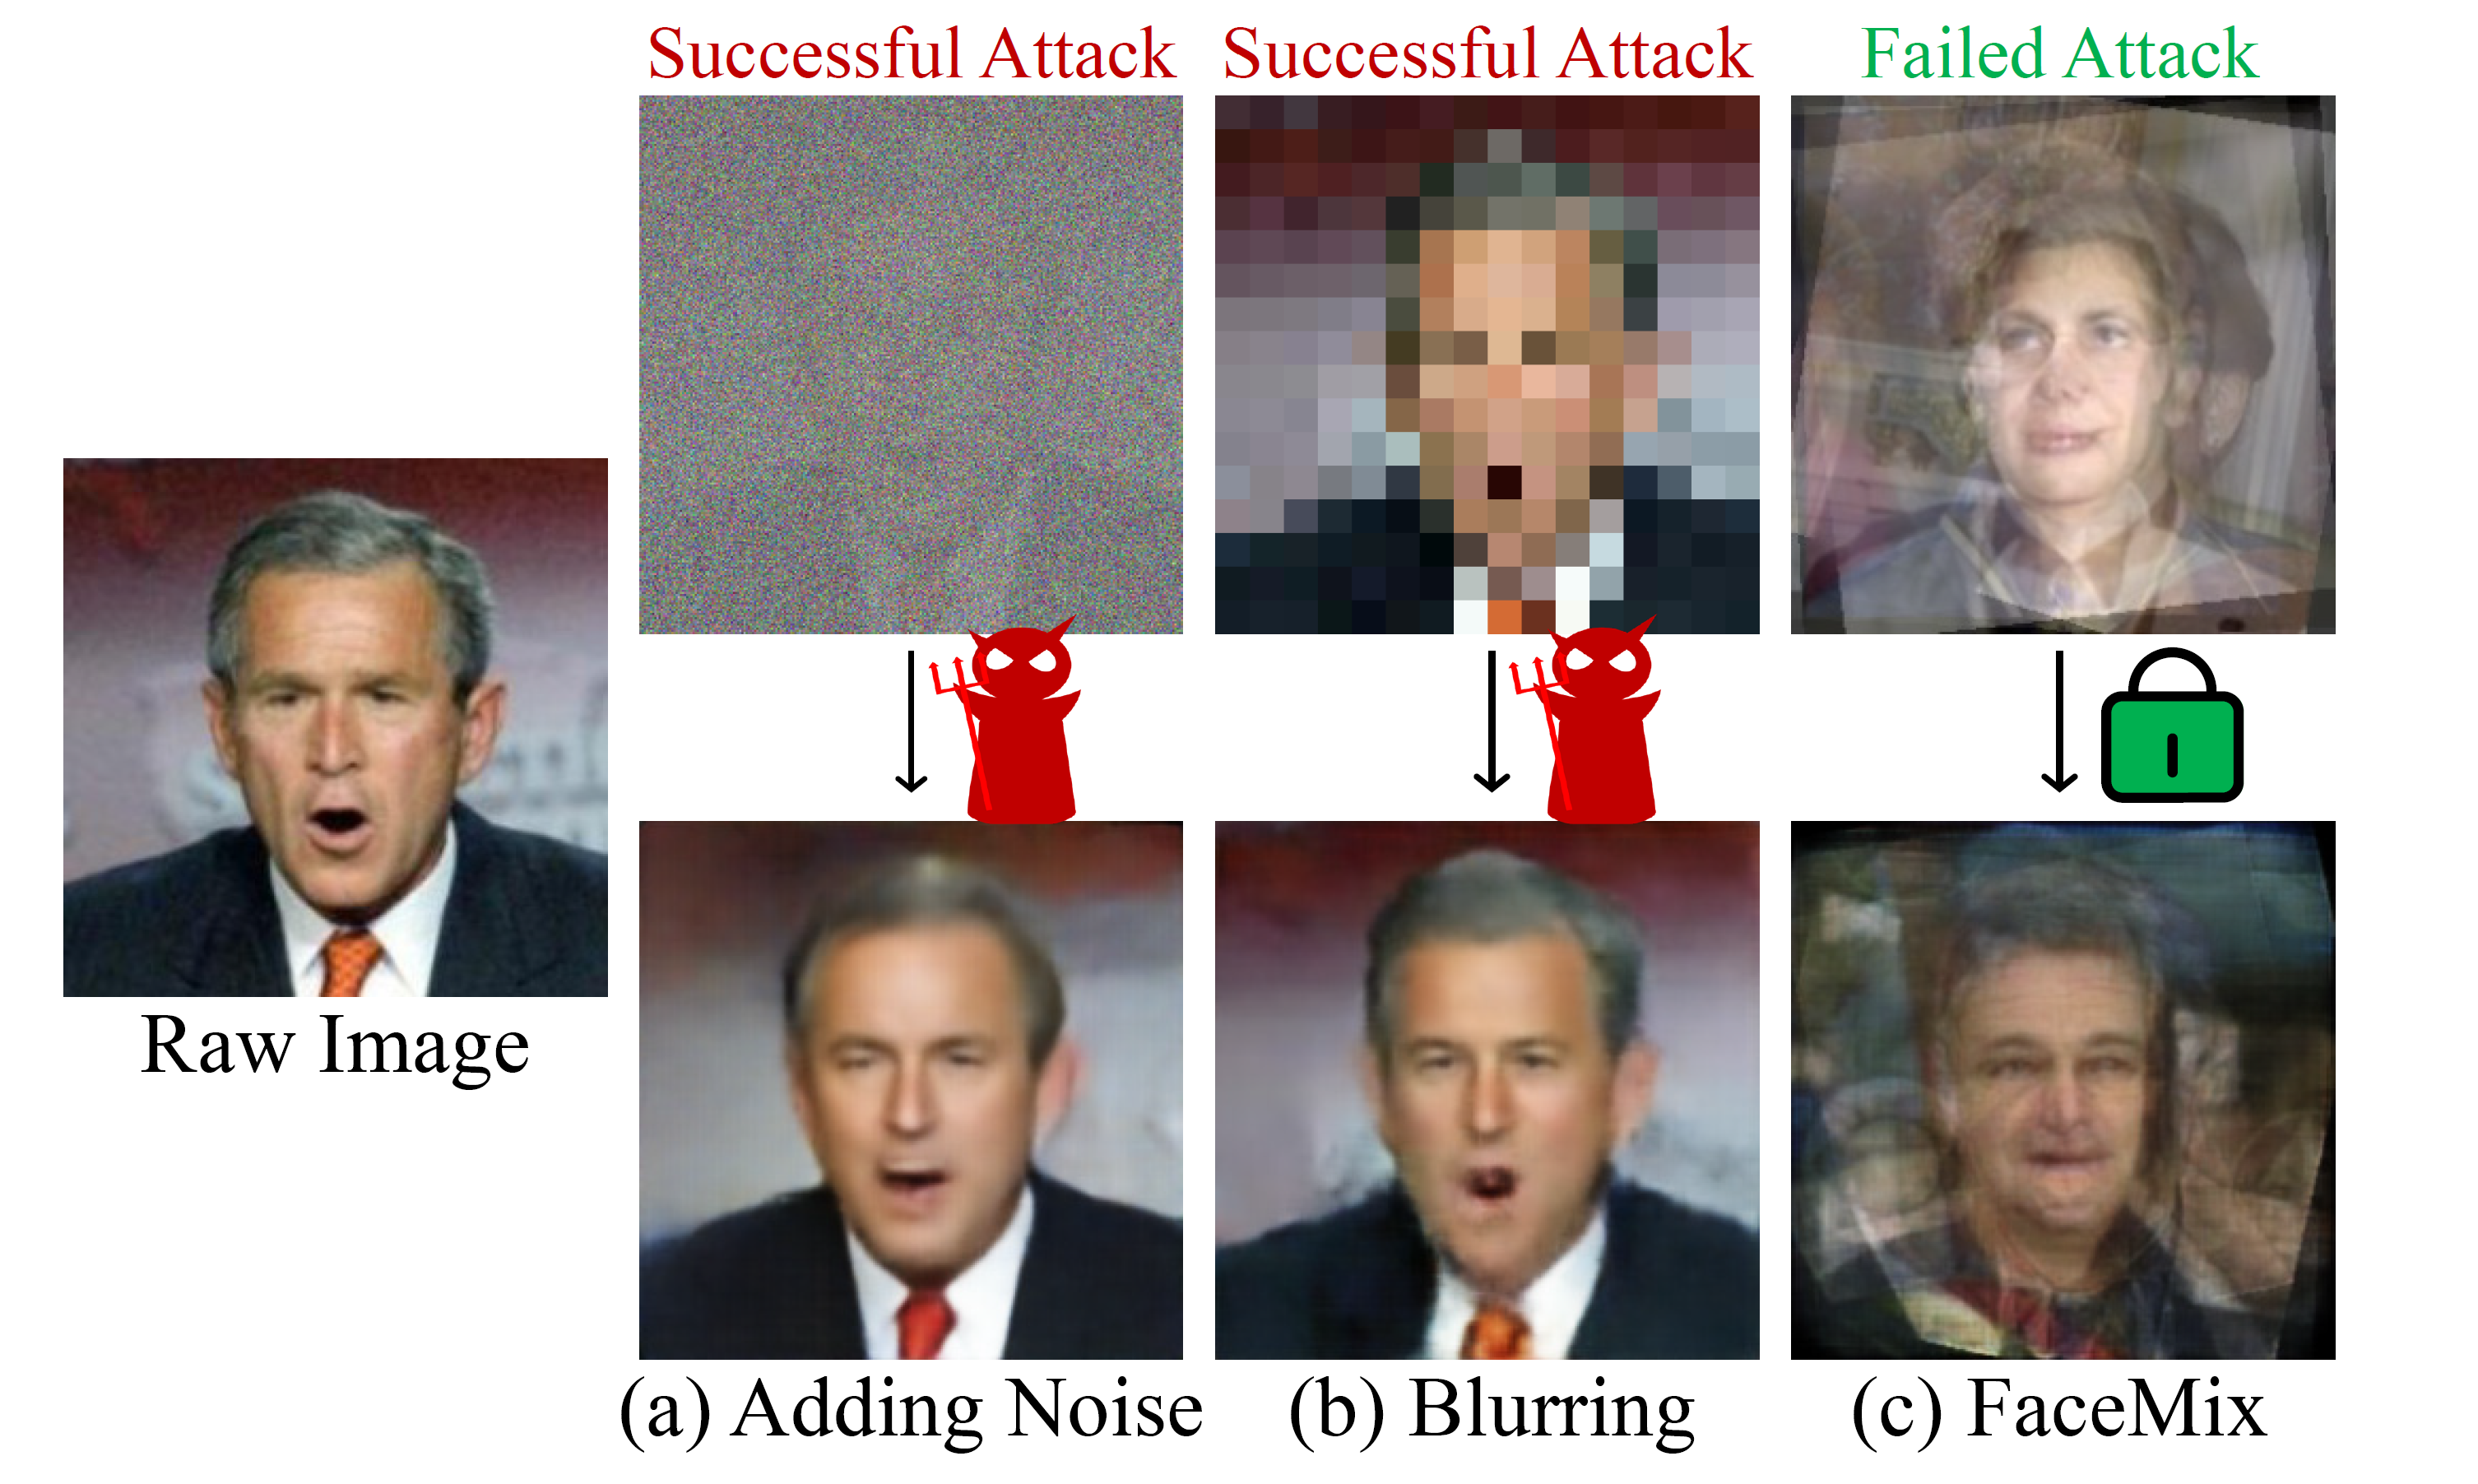 Successful Attack
Successful Attack
Failed Attack
Raw Image
(a) Adding Noise
(b) Blurring
(c) FaceMix